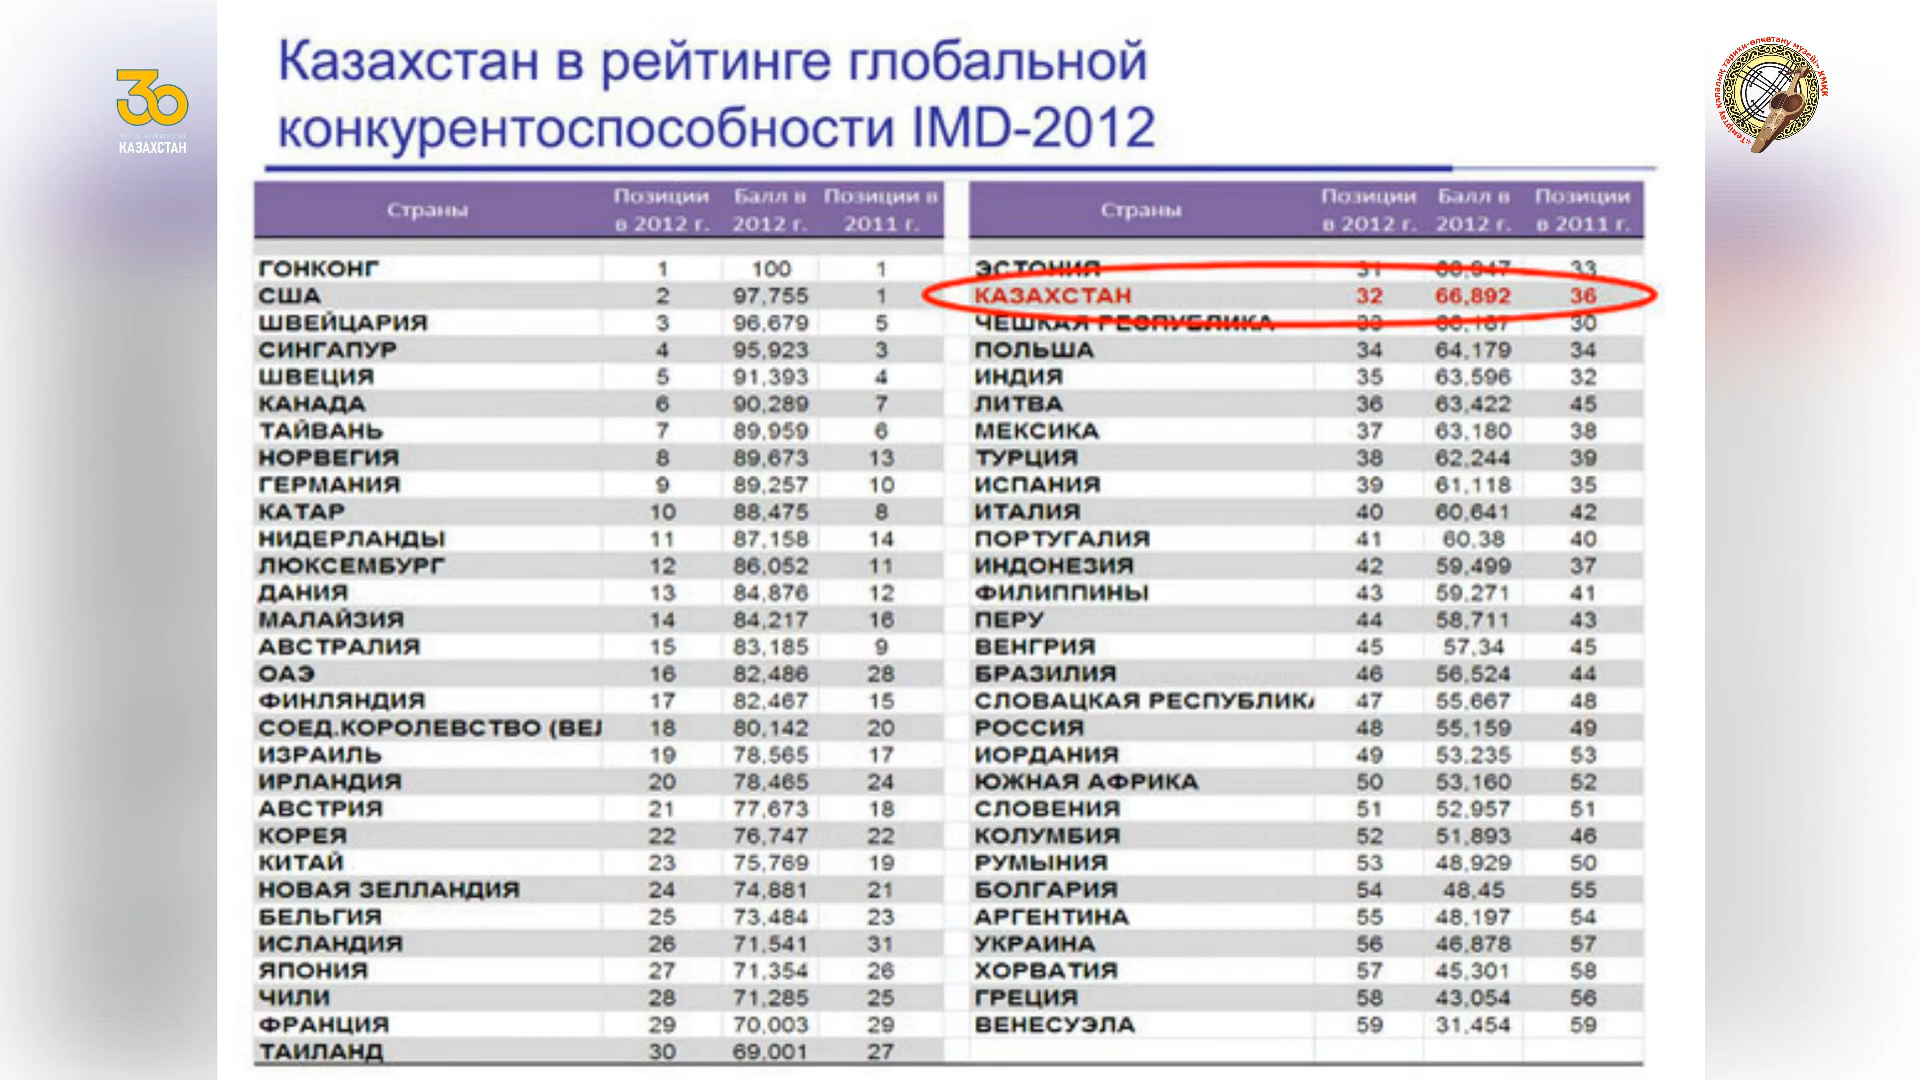 Казахстан в рейтинге глобальной
конкурентоспособности IMD-2012
30
КАЗАХСТАН
«Теміртау қалалық тарихи-өлкетану музейі» КМҚК
Страны Позиции в 2012 г. Балл в 2012 г. Позиции в 2011 г.
ГОНКОНГ 1 100 1
США 2 97,755 1
ШВЕЙЦАРИЯ 3 96,679 5
СИНГАПУР 4 95,923 3
ШВЕЦИЯ 5 91,393 4
КАНАДА 6 90,289 7
ТАЙВАНЬ 7 89,959 6
НОРВЕГИЯ 8 89,673 13
ГЕРМАНИЯ 9 89,257 10
КАТАР 10 88,475 8
НИДЕРЛАНДЫ 11 87,158 14
ЛЮКСЕМБУРГ 12 86,052 11
ДАНИЯ 13 84,876 12
МАЛАЙЗИЯ 14 84,217 16
АВСТРАЛИЯ 15 83,185 9
ОАЭ 16 82,486 28
ФИНЛЯНДИЯ 17 82,467 15
СОЕД.КОРОЛЕВСТВО (ВЕЛ 18 80,142 20
ИЗРАИЛЬ 19 78,565 17
ИРЛАНДИЯ 20 78,465 24
АВСТРИЯ 21 77,673 18
КОРЕЯ 22 76,747 22
КИТАЙ 23 75,769 19
НОВАЯ ЗЕЛЛАНДИЯ 24 74,881 21
БЕЛЬГИЯ 25 73,484 23
ИСЛАНДИЯ 26 71,541 31
ЯПОНИЯ 27 71,354 26
ЧИЛИ 28 71,285 25
ФРАНЦИЯ 29 70,003 29
ТАИЛАНД 30 69,001 27
Страны Позиции в 2012 г. Балл в 2012 г. Позиции в 2011 г.
ЭСТОНИЯ 31 33
КАЗАХСТАН 32 66,892 36
ЧЕШКАЯ РЕСПУБЛИКА 33 30
ПОЛЬША 34 64,179 34
ИНДИЯ 35 63,596 32
ЛИТВА 36 63,422 45
МЕКСИКА 37 63,180 38
ТУРЦИЯ 38 62,244 39
ИСПАНИЯ 39 61,118 35
ИТАЛИЯ 40 60,641 42
ПОРТУГАЛИЯ 41 60,38 40
ИНДОНЕЗИЯ 42 59,499 37
ФИЛИППИНЫ 43 59,271 41
ПЕРУ 44 58,711 43
ВЕНГРИЯ 45 57,34 45
БРАЗИЛИЯ 46 56,524 44
СЛОВАЦКАЯ РЕСПУБЛИКА 47 55,667 48
РОССИЯ 48 55,159 49
ИОРДАНИЯ 49 53,235 53
ЮЖНАЯ АФРИКА 50 53,160 52
СЛОВЕНИЯ 51 52,957 51
КОЛУМБИЯ 52 51,893 46
РУМЫНИЯ 53 48,929 50
БОЛГАРИЯ 54 48,45 55
АРГЕНТИНА 55 48,197 54
УКРАИНА 56 46,878 57
ХОРВАТИЯ 57 45,301 58
ГРЕЦИЯ 58 43,054 56
ВЕНЕСУЭЛА 59 31,454 59